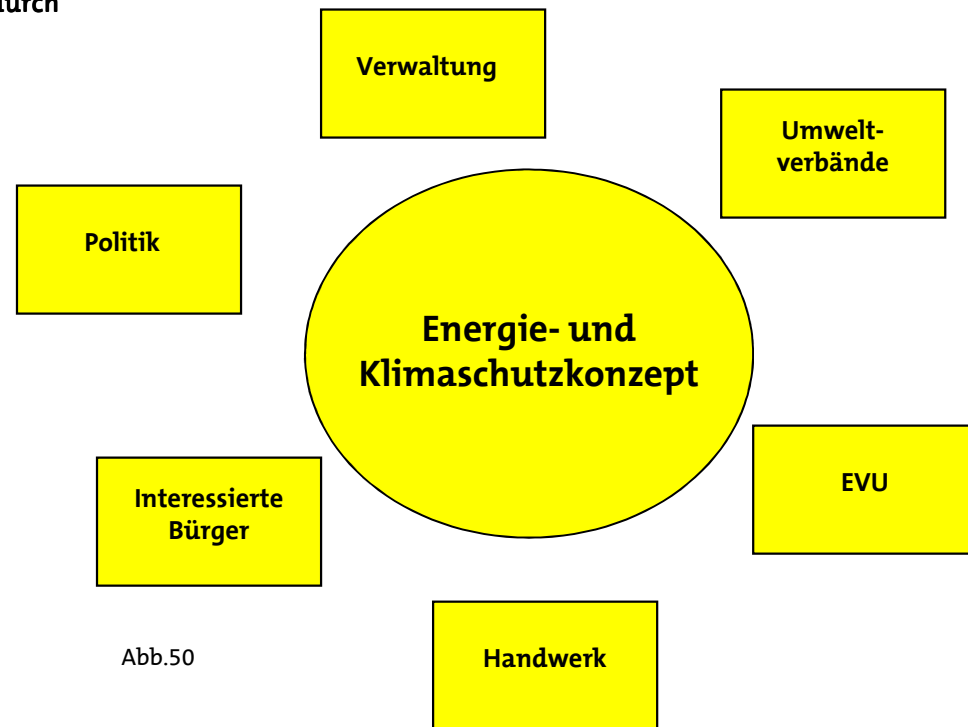 durch
Verwaltung
Umwelt-
verbände
Politik
Energie- und
Klimaschutzkonzept
Interessierte
Bürger
EVU
Handwerk
Abb.50